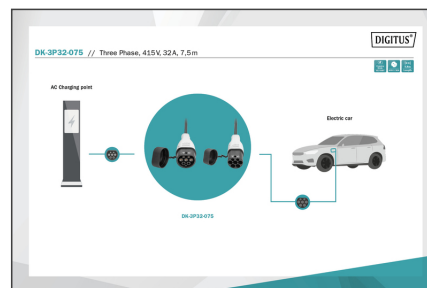 DIGITUS®
DK-3P32-075 // Three Phase, 415V, 32A, 7,5m
AC Charging point
Electric car
DK-3P32-075